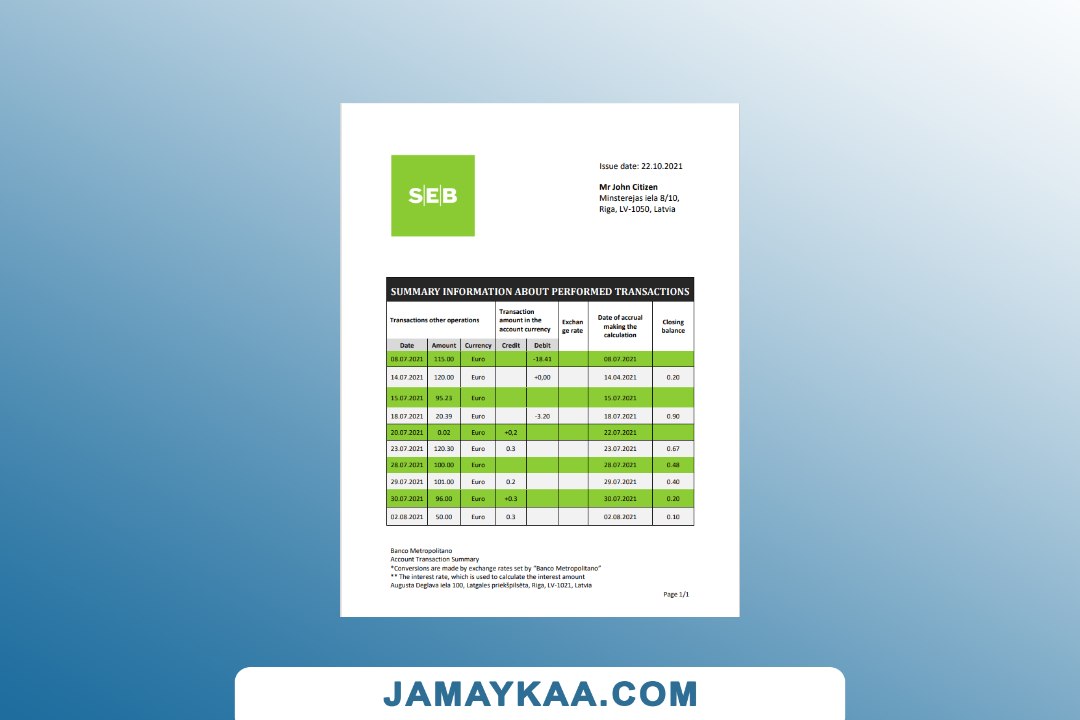 Issue date: 22.10.2021
S|E|B
Mr John Citizen
Minsterejas iela 8/10,
Riga, LV-1050, Latvia
SUMMARY INFORMATION ABOUT PERFORMED TRANSACTIONS
Transactions other operations
Transaction amount in the account currency
Exchan ge rate
Date of accrual making the calculation
Closing balance
Date Amount Currency Credit Debit
08.07.2021 115.00 Euro -18.41 08.07.2021
14.07.2021 120.00 Euro +0,00 14.04.2021 0.20
15.07.2021 95.23 Euro 15.07.2021
18.07.2021 20.39 Euro -3.20 18.07.2021 0.90
20.07.2021 0.02 Euro +0,2 22.07.2021
23.07.2021 120.30 Euro 0.3 23.07.2021 0.67
28.07.2021 100.00 Euro 28.07.2021 0.48
29.07.2021 101.00 Euro 0.2 29.07.2021 0.40
30.07.2021 96.00 Euro +0.3 30.07.2021 0.20
02.08.2021 50.00 Euro 0.3 02.08.2021 0.10
Banco Metropolitano
Account Transaction Summary
*Conversions are made by exchange rates set by "Banco Metropolitano"
** The interest rate, which is used to calculate the interest amount
Augusta Deglava iela 100, Latgales priekšpilsēta, Riga, LV-1021, Latvia
Page 1/1
JAMAYKAA.COM